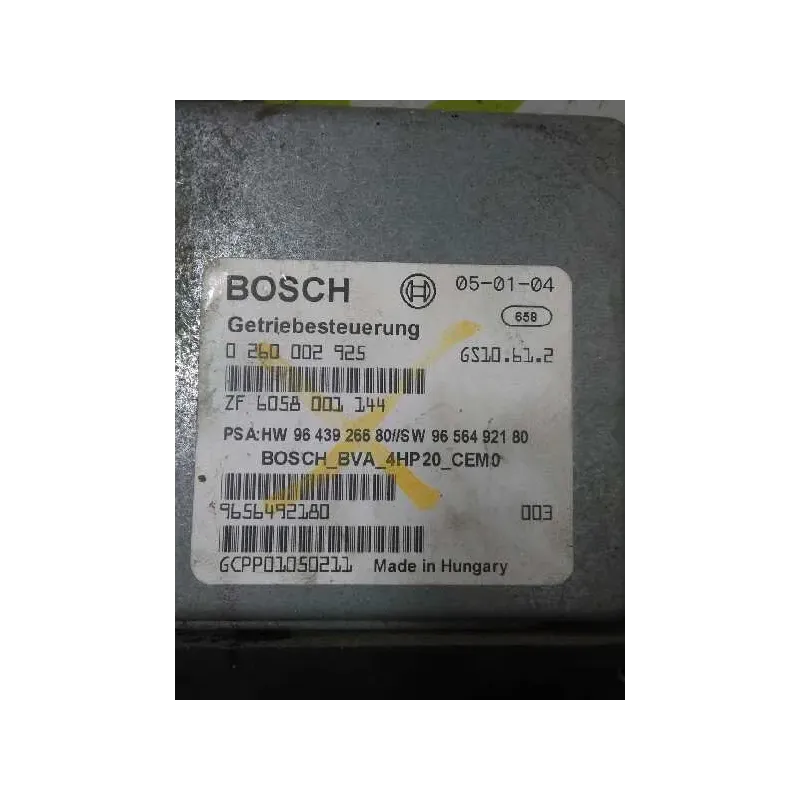 BOSCH 05-01-04
658
Getriebesteuerung
0 260 002 925 GS10.61.2
ZF 6058 001 144
PSA:HW 96 439 266 80//SW 96 564 921 80
BOSCH_BVA_4HP20_CEM0
9656492180 003
GCPP01050211 Made in Hungary